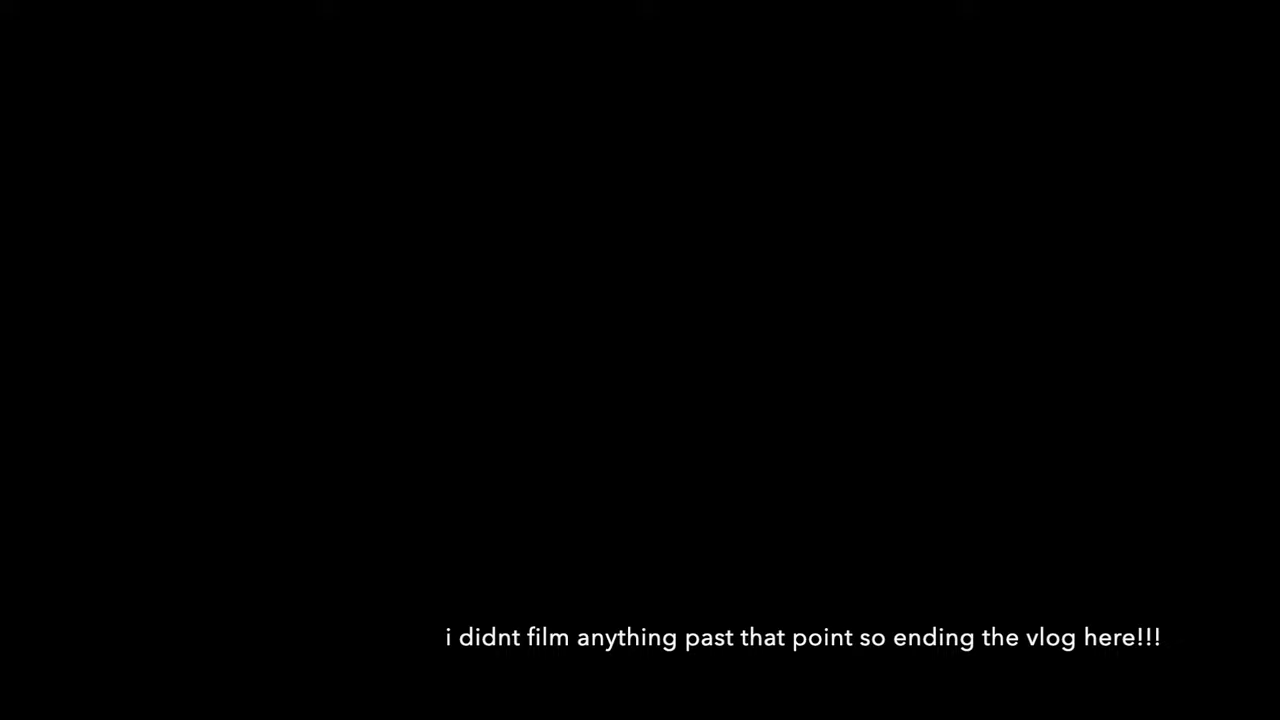 i didnt film anything past that point so ending the vlog here!!!